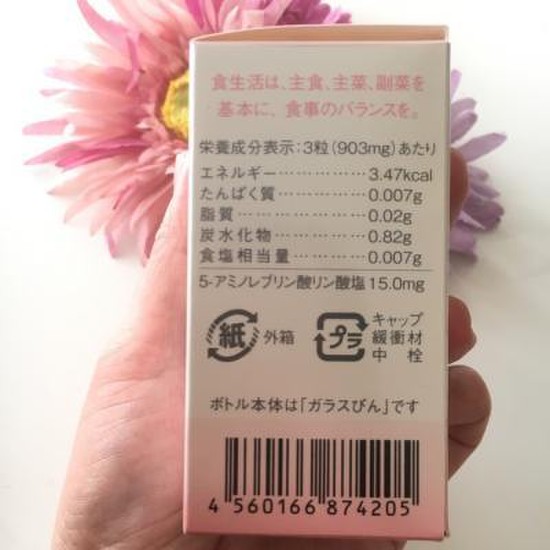 食生活は、主食、主菜、副菜を
基本に、食事のバランスを。
栄養成分表示：3粒（903mg）あたり
エネルギー……………3.47kcal
たんぱく質……………0.007g
脂質……………………0.02g
炭水化物………………0.82g
食塩相当量……………0.007g
5-アミノレブリン酸リン酸塩 15.0mg
紙 外箱
プラ キャップ
緩衝材
中栓
ボトル本体は「ガラスびん」です
4 560166 874205